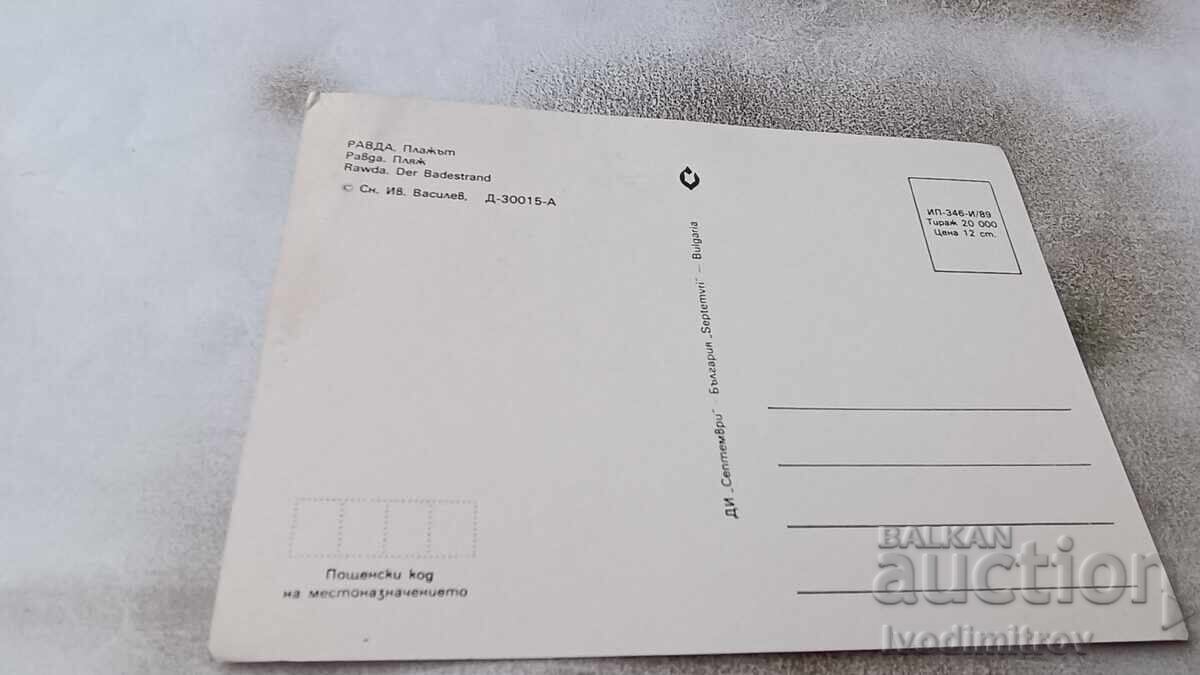 РАВДА. Плажът
Равда. Пляж
Rawda. Der Badestrand
© Сн. Ив. Василев, Д-30015-А
ДИ „Септември" – България „Septemvri" – Bulgaria
ИП-346-И/89
Тираж 20 000
Цена 12 ст.
Пощенски код
на местоназначението
BALKAN
auction
Ivodimitrov